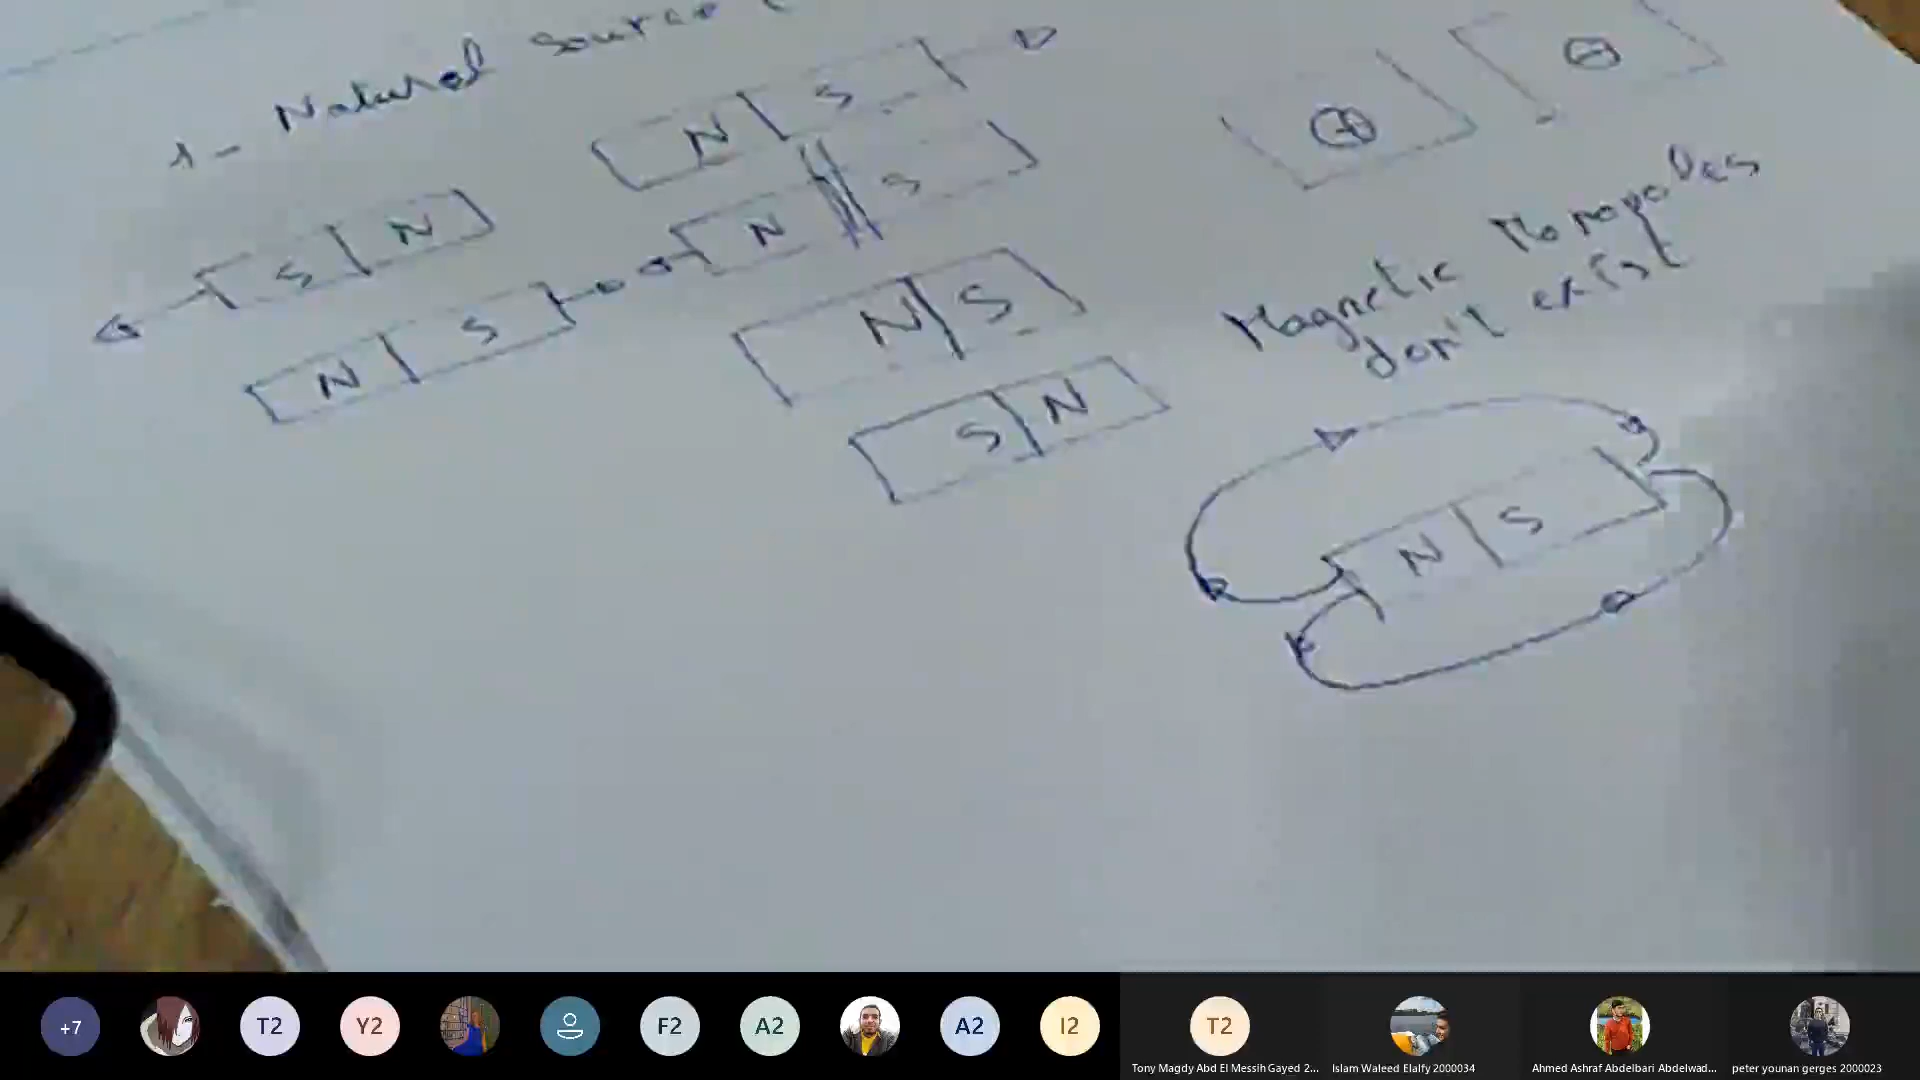 1- Natural Source
N S
S N
N S
N S
N S
S N
+
-
Magnetic Monopoles
don't exist
N S
+7
T2
Y2
F2
A2
A2
I2
T2
Tony Magdy Abd El Messih Gayed 2...
Islam Waleed Elalfy 2000034
Ahmed Ashraf Abdelbari Abdelwad...
peter younan gerges 2000023